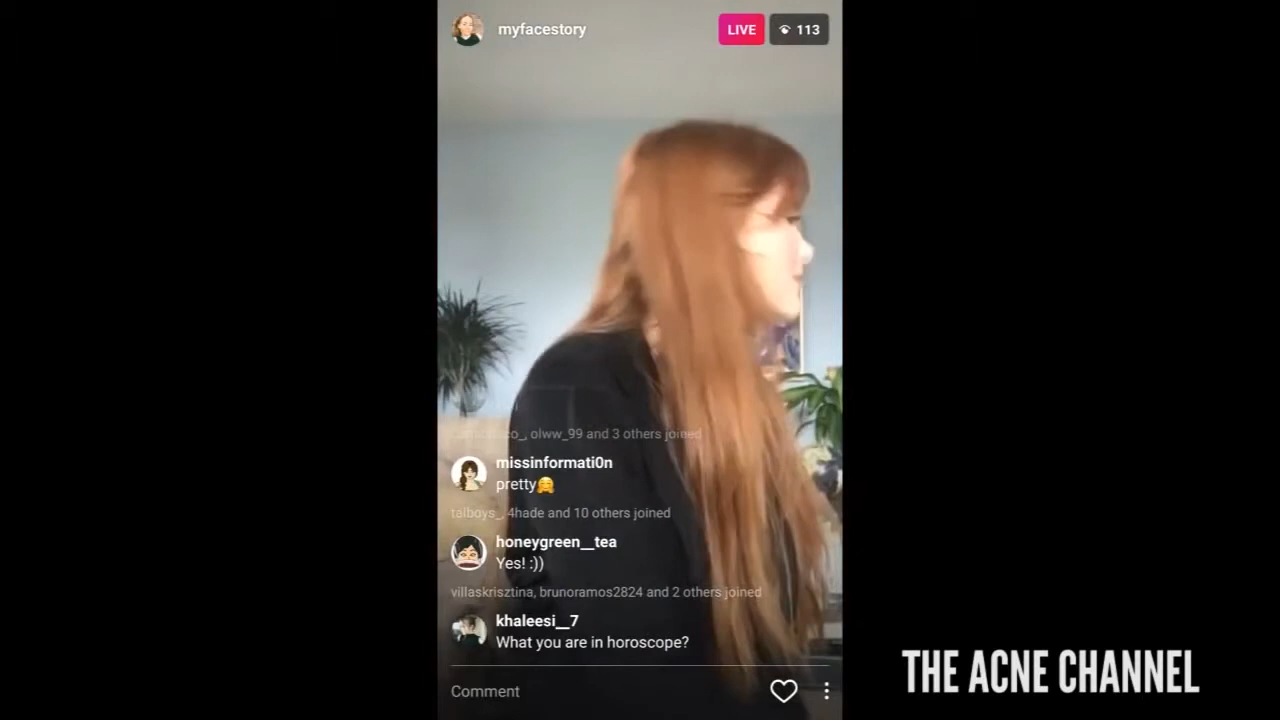 myfacestory
LIVE
113
olww_99 and 3 others joined
missinformati0n
pretty🤗
talboys_, 4hade and 10 others joined
honeygreen__tea
Yes! :))
villaskrisztina, brunoramos2824 and 2 others joined
khaleesi__7
What you are in horoscope?
Comment
THE ACNE CHANNEL